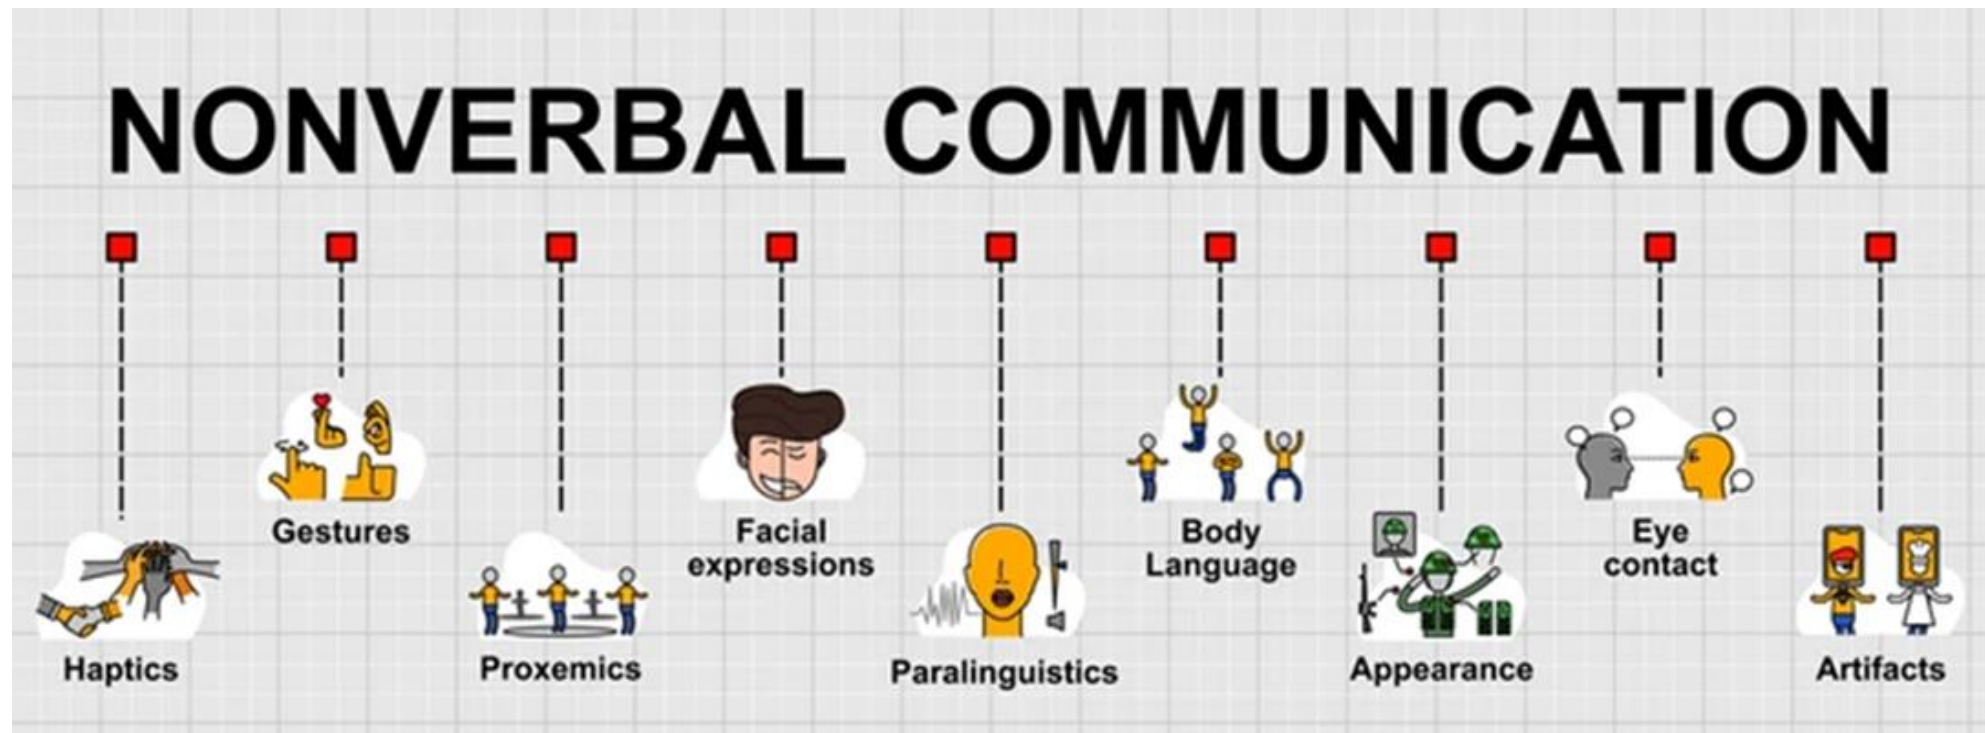 NONVERBAL COMMUNICATION
Haptics
Gestures
Proxemics
Facial
expressions
Paralinguistics
Body
Language
Appearance
Eye
contact
Artifacts